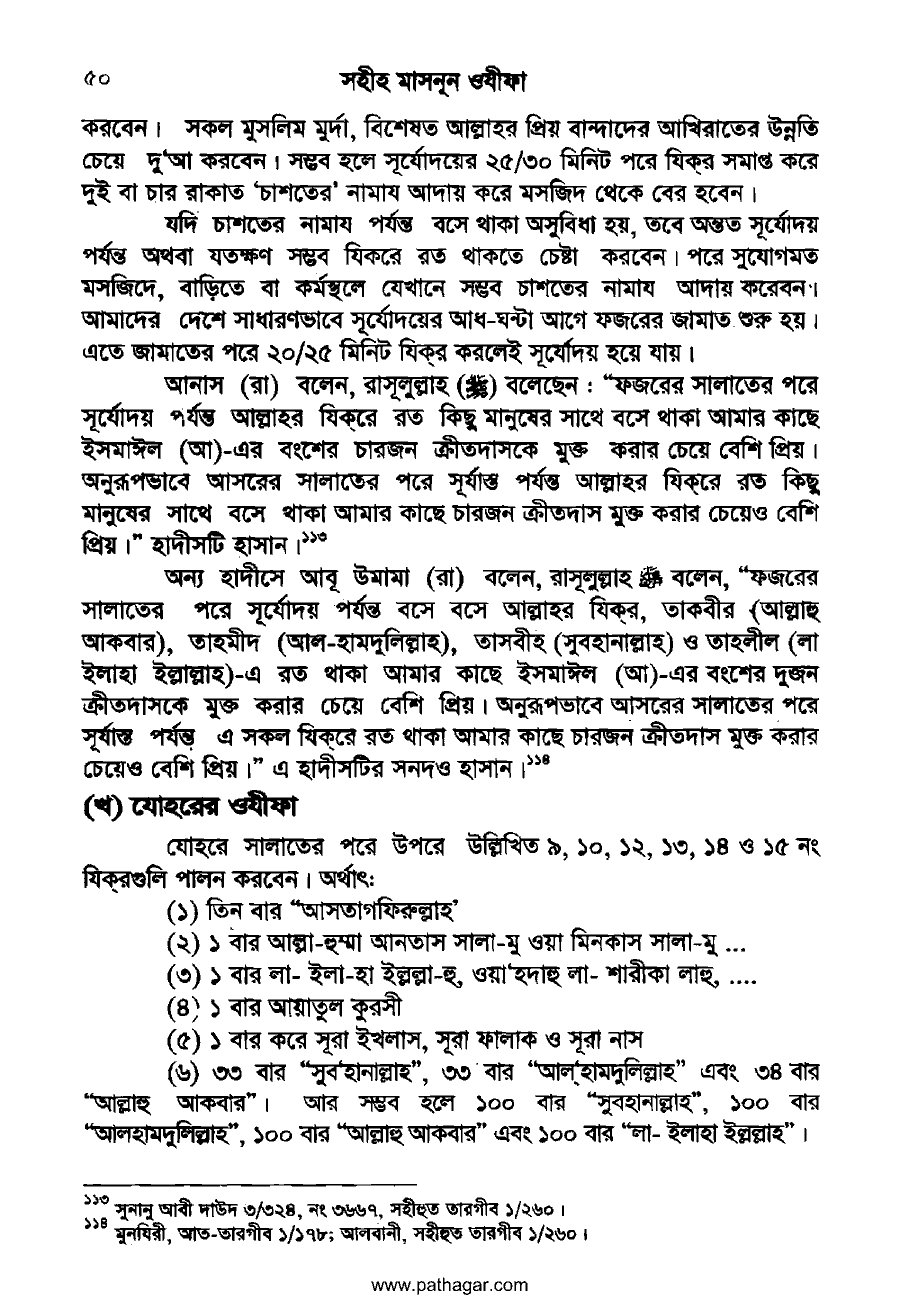 ৫০ সহীহ মাসনূন ওযীফা
করবেন। সকল মুসলিম মুর্দা, বিশেষত আল্লাহর প্রিয় বান্দাদের আখিরাতের উন্নতি
চেয়ে দু‘আ করবেন। সম্ভব হলে সূর্যোদয়ের ২৫/৩০ মিনিট পরে যিক্‌র সমাপ্ত করে
দুই বা চার রাকাত ‘চাশতের’ নামায আদায় করে মসজিদ থেকে বের হবেন।
যদি চাশতের নামায পর্যন্ত বসে থাকা অসুবিধা হয়, তবে অন্তত সূর্যোদয়
পর্যন্ত অথবা যতক্ষণ সম্ভব যিকরে রত থাকতে চেষ্টা করবেন। পরে সুযোগমত
মসজিদে, বাড়িতে বা কর্মস্থলে যেখানে সম্ভব চাশতের নামায আদায় করেবন।
আমাদের দেশে সাধারণভাবে সূর্যোদয়ের আধ-ঘন্টা আগে ফজরের জামাত শুরু হয়।
এতে জামাতের পরে ২০/২৫ মিনিট যিক্‌র করলেই সূর্যোদয় হয়ে যায়।
আনাস (রা) বলেন, রাসূলুল্লাহ (ﷺ) বলেছেন : “ফজরের সালাতের পরে
সূর্যোদয় পর্যন্ত আল্লাহর যিক্‌রে রত কিছু মানুষের সাথে বসে থাকা আমার কাছে
ইসমাঈল (আ)-এর বংশের চারজন ক্রীতদাসকে মুক্ত করার চেয়ে বেশি প্রিয়।
অনুরূপভাবে আসরের সালাতের পরে সূর্যাস্ত পর্যন্ত আল্লাহর যিক্‌রে রত কিছু
মানুষের সাথে বসে থাকা আমার কাছে চারজন ক্রীতদাস মুক্ত করার চেয়েও বেশি
প্রিয়।” হাদীসটি হাসান।¹¹³
অন্য হাদীসে আবূ উমামা (রা) বলেন, রাসূলুল্লাহ ﷺ বলেন, “ফজরের
সালাতের পরে সূর্যোদয় পর্যন্ত বসে বসে আল্লাহর যিক্‌র, তাকবীর (আল্লাহু
আকবার), তাহমীদ (আল-হামদুলিল্লাহ), তাসবীহ (সুবহানাল্লাহ) ও তাহলীল (লা
ইলাহা ইল্লাল্লাহ)-এ রত থাকা আমার কাছে ইসমাঈল (আ)-এর বংশের দুজন
ক্রীতদাসকে মুক্ত করার চেয়ে বেশি প্রিয়। অনুরূপভাবে আসরের সালাতের পরে
সূর্যাস্ত পর্যন্ত এ সকল যিক্‌রে রত থাকা আমার কাছে চারজন ক্রীতদাস মুক্ত করার
চেয়েও বেশি প্রিয়।” এ হাদীসটির সনদও হাসান।¹¹⁴
(খ) যোহরের ওযীফা
যোহরে সালাতের পরে উপরে উল্লিখিত ৯, ১০, ১২, ১৩, ১৪ ও ১৫ নং
যিক্‌রগুলি পালন করবেন। অর্থাৎ:
(১) তিন বার “আসতাগফিরুল্লাহ’
(২) ১ বার আল্লা-হুম্মা আনতাস সালা-মু ওয়া মিনকাস সালা-মু ...
(৩) ১ বার লা- ইলা-হা ইল্লল্লা-হু, ওয়া‘হদাহু লা- শারীকা লাহু, ....
(৪) ১ বার আয়াতুল কুরসী
(৫) ১ বার করে সূরা ইখলাস, সূরা ফালাক ও সূরা নাস
(৬) ৩৩ বার “সুব‘হানাল্লাহ”, ৩৩ বার “আল্‘হামদুলিল্লাহ” এবং ৩৪ বার
“আল্লাহু আকবার”। আর সম্ভব হলে ১০০ বার “সুবহানাল্লাহ”, ১০০ বার
“আলহামদুলিল্লাহ”, ১০০ বার “আল্লাহু আকবার” এবং ১০০ বার “লা- ইলাহা ইল্লল্লাহ”।
¹¹³ সুনানু আবী দাউদ ৩/৩২৪, নং ৩৬৬৭, সহীহুত তারগীব ১/২৬০।
¹¹⁴ মুনযিরী, আত-তারগীব ১/১৭৮; আলবানী, সহীহুত তারগীব ১/২৬০।
www.pathagar.com